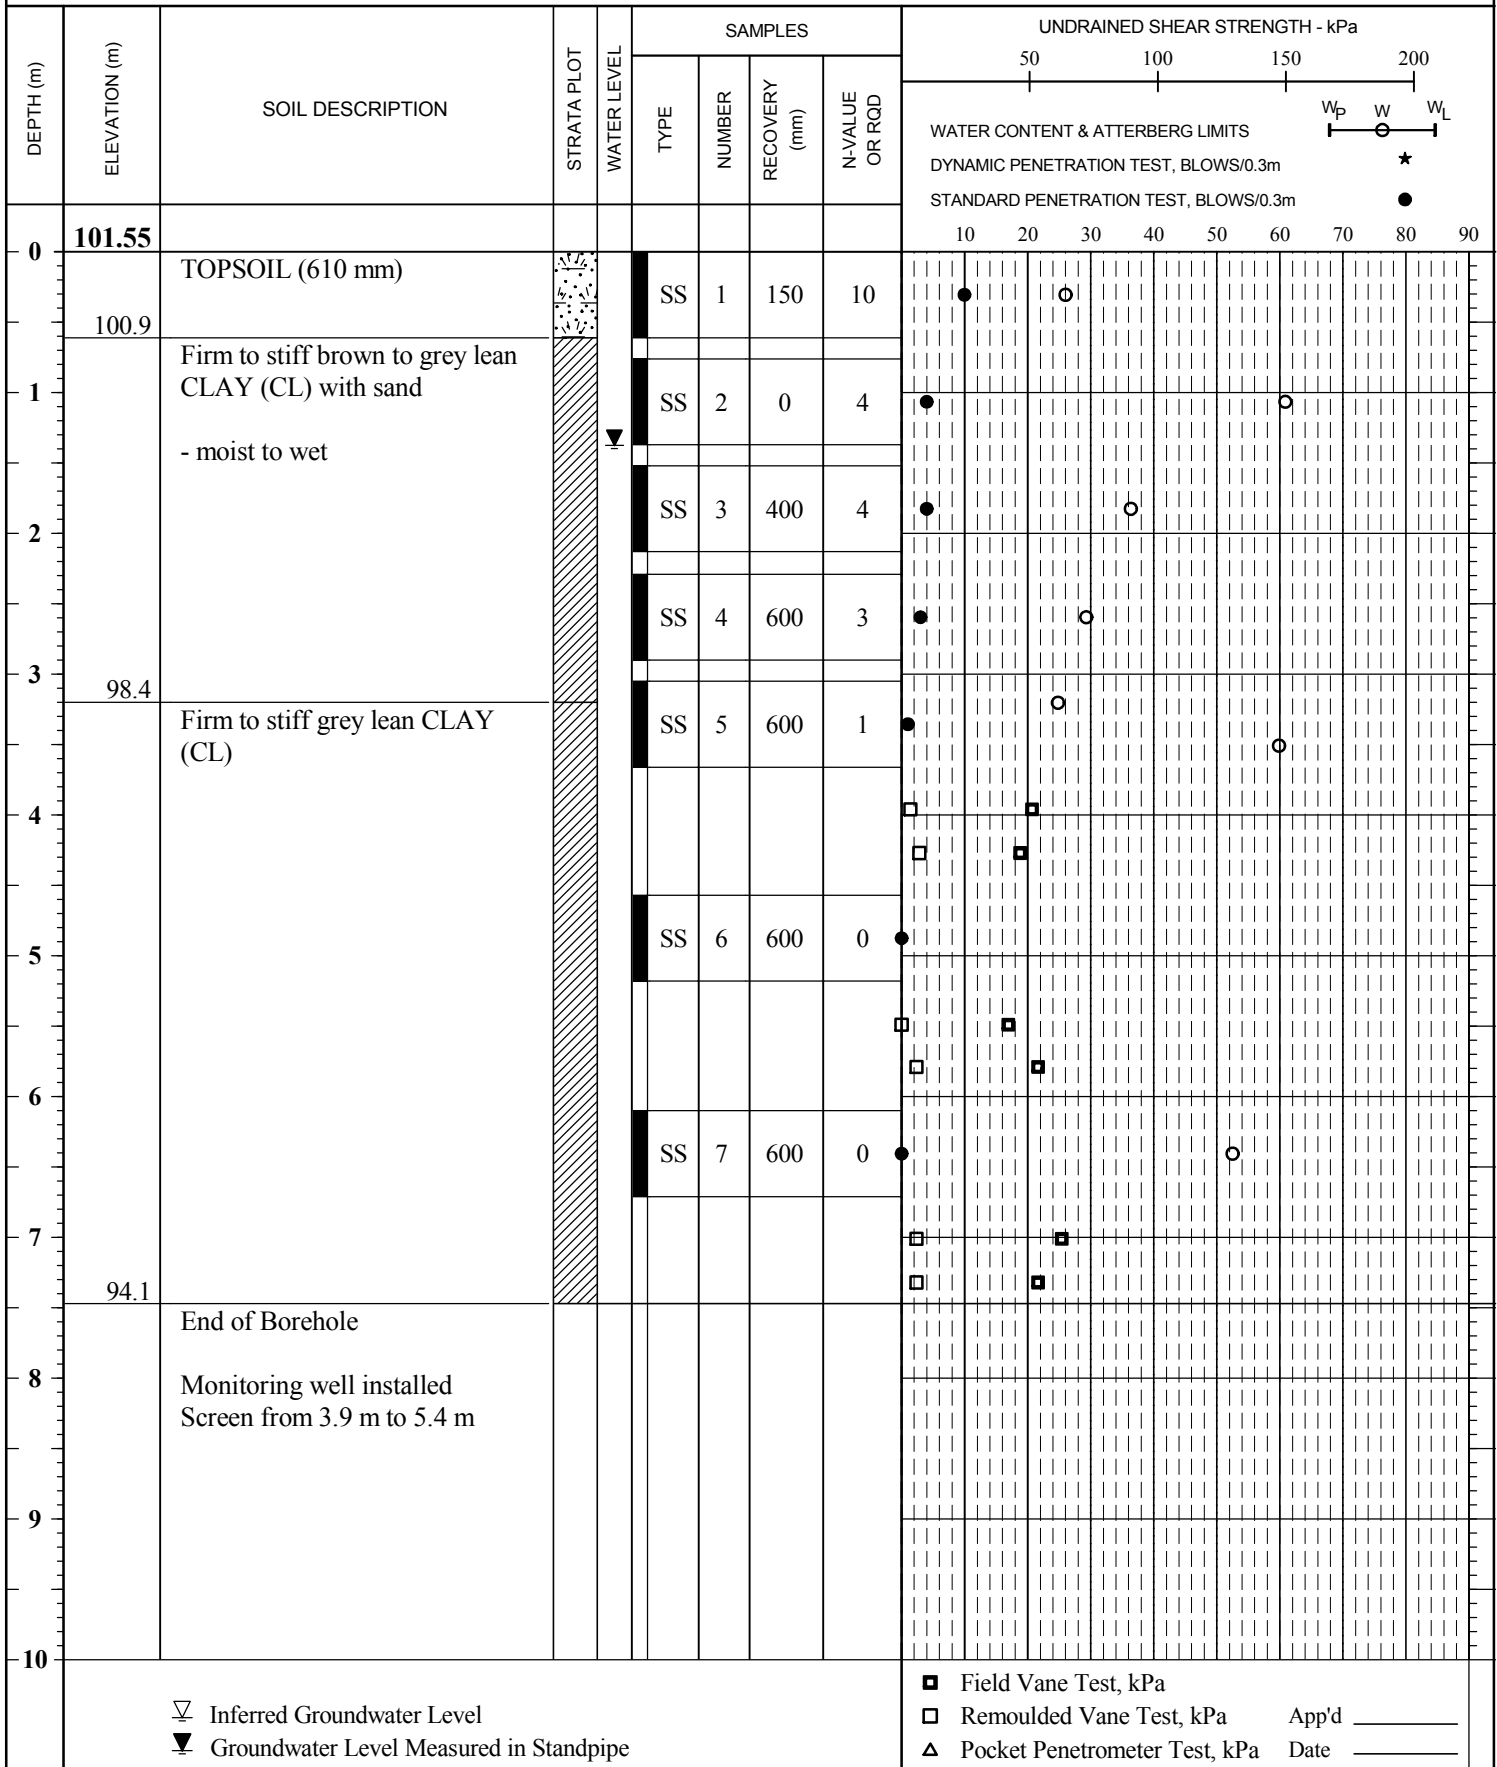 DEPTH (m)
ELEVATION (m)
SOIL DESCRIPTION
STRATA PLOT
WATER LEVEL
SAMPLES
TYPE
NUMBER
RECOVERY (mm)
N-VALUE OR RQD
UNDRAINED SHEAR STRENGTH - kPa
50 100 150 200
WP W WL
WATER CONTENT & ATTERBERG LIMITS
DYNAMIC PENETRATION TEST, BLOWS/0.3m ★
STANDARD PENETRATION TEST, BLOWS/0.3m ●
10 20 30 40 50 60 70 80 90
0 101.55
TOPSOIL (610 mm)
SS 1 150 10
100.9
Firm to stiff brown to grey lean
CLAY (CL) with sand
1
SS 2 0 4
- moist to wet
SS 3 400 4
2
SS 4 600 3
3
98.4
Firm to stiff grey lean CLAY
(CL)
SS 5 600 1
4
SS 6 600 0
5
6
SS 7 600 0
7
94.1
End of Borehole
8
Monitoring well installed
Screen from 3.9 m to 5.4 m
9
10
Inferred Groundwater Level
Groundwater Level Measured in Standpipe
Field Vane Test, kPa
Remoulded Vane Test, kPa App'd
Pocket Penetrometer Test, kPa Date